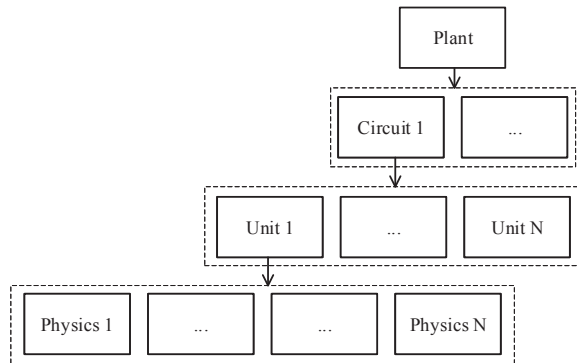 Plant
Circuit 1 ...
Unit 1 ... Unit N
Physics 1 ... ... Physics N